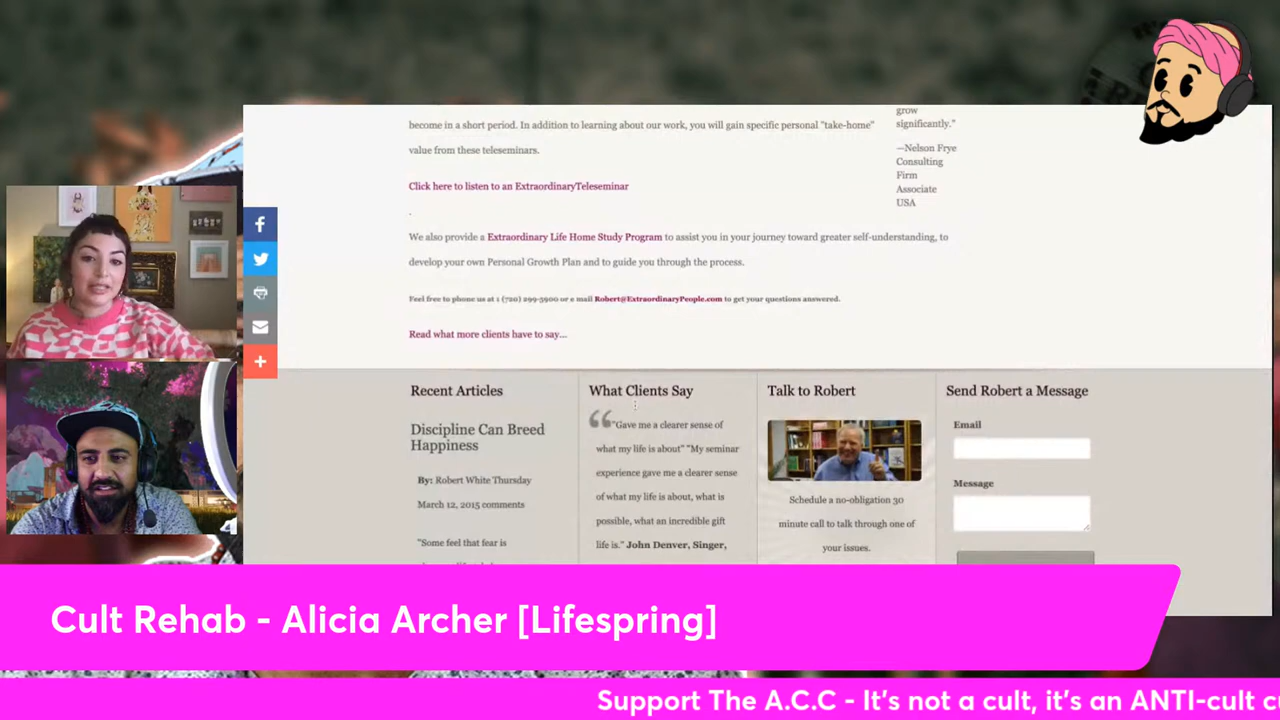 become in a short period. In addition to learning about our work, you will gain specific personal "take-home"
value from these teleseminars.
Click here to listen to an ExtraordinaryTeleseminar
.
We also provide a Extraordinary Life Home Study Program to assist you in your journey toward greater self-understanding, to
develop your own Personal Growth Plan and to guide you through the process.
Feel free to phone us at 1 (720) 299-5900 or e mail Robert@ExtraordinaryPeople.com to get your questions answered.
Read what more clients have to say...
grow
significantly."
—Nelson Frye
Consulting
Firm
Associate
USA
Recent Articles
Discipline Can Breed
Happiness
By: Robert White Thursday
March 12, 2015 comments
"Some feel that fear is
What Clients Say
"Gave me a clearer sense of
what my life is about" "My seminar
experience gave me a clearer sense
of what my life is about, what is
possible, what an incredible gift
life is." John Denver, Singer,
Talk to Robert
Schedule a no-obligation 30
minute call to talk through one of
your issues.
Send Robert a Message
Email
Message
Cult Rehab - Alicia Archer [Lifespring]
Support The A.C.C - It's not a cult, it's an ANTI-cult